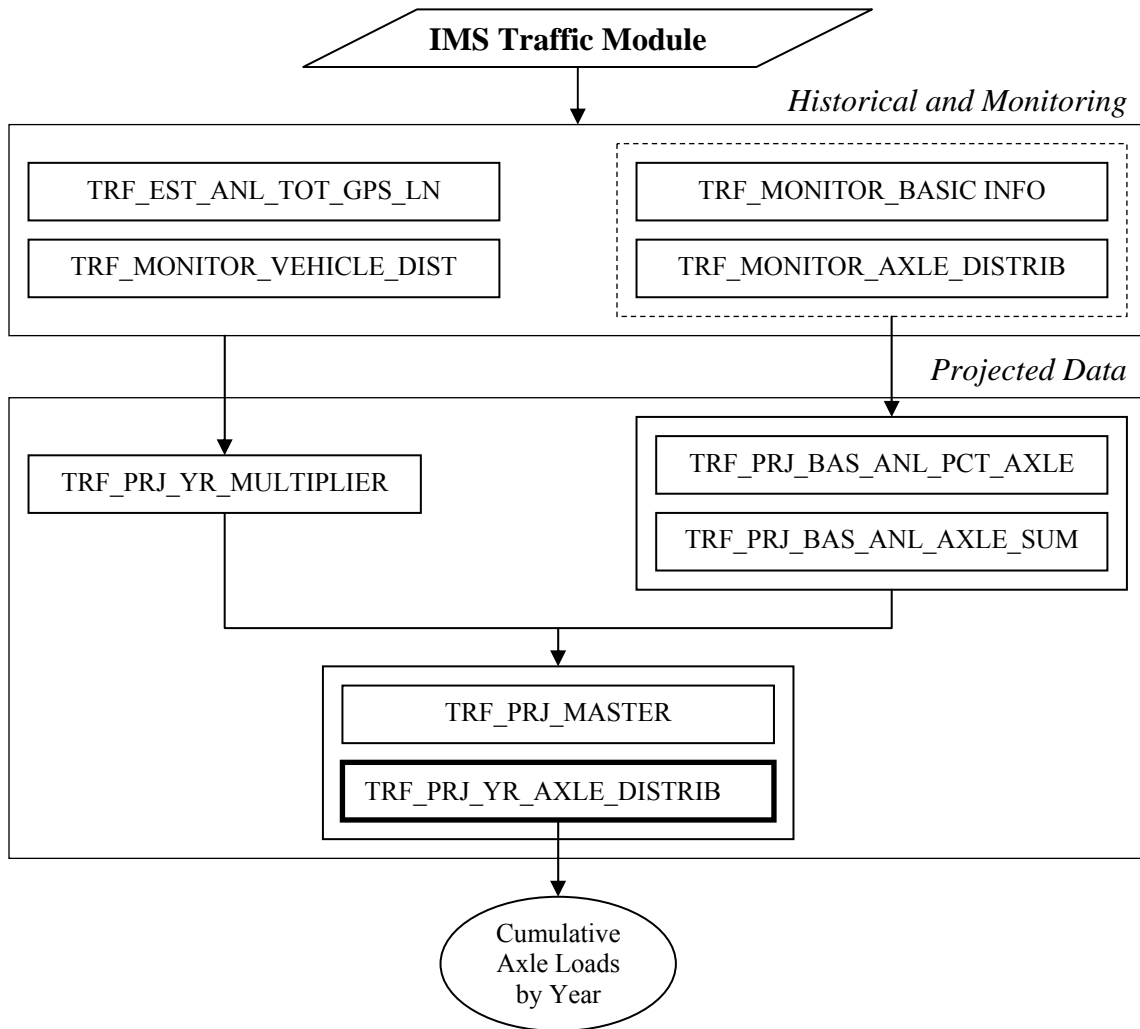 IMS Traffic Module
Historical and Monitoring
TRF_EST_ANL_TOT_GPS_LN
TRF_MONITOR_VEHICLE_DIST
TRF_MONITOR_BASIC INFO
TRF_MONITOR_AXLE_DISTRIB
Projected Data
TRF_PRJ_YR_MULTIPLIER
TRF_PRJ_BAS_ANL_PCT_AXLE
TRF_PRJ_BAS_ANL_AXLE_SUM
TRF_PRJ_MASTER
TRF_PRJ_YR_AXLE_DISTRIB
Cumulative
Axle Loads
by Year